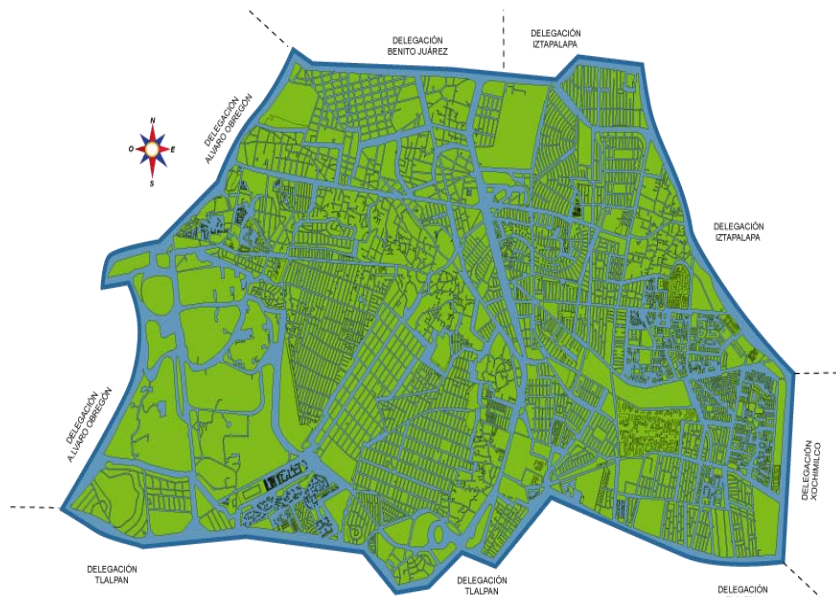 DELEGACIÓN
BENITO JUÁREZ
DELEGACIÓN
IZTAPALAPA
DELEGACIÓN
ALVARO OBREGÓN
N
O
E
S
DELEGACIÓN
IZTAPALAPA
DELEGACIÓN
A.LVARO OBREGÓN
DELEGACIÓN
XOCHIMILCO
DELEGACIÓN
TLALPAN
DELEGACIÓN
TLALPAN
DELEGACIÓN